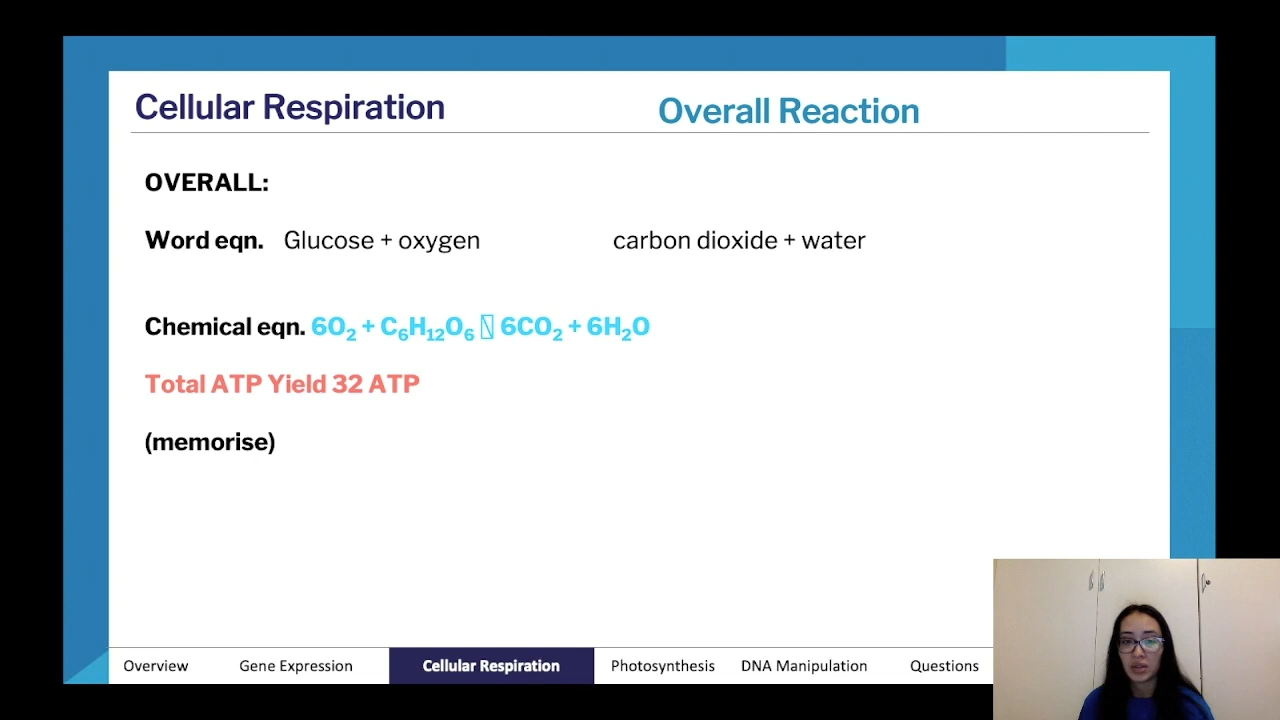 Cellular Respiration
Overall Reaction
OVERALL:
Word eqn. Glucose + oxygen carbon dioxide + water
Chemical eqn. 6O₂ + C₆H₁₂O₆ 6CO₂ + 6H₂O
Total ATP Yield 32 ATP
(memorise)
Overview Gene Expression Cellular Respiration Photosynthesis DNA Manipulation Questions